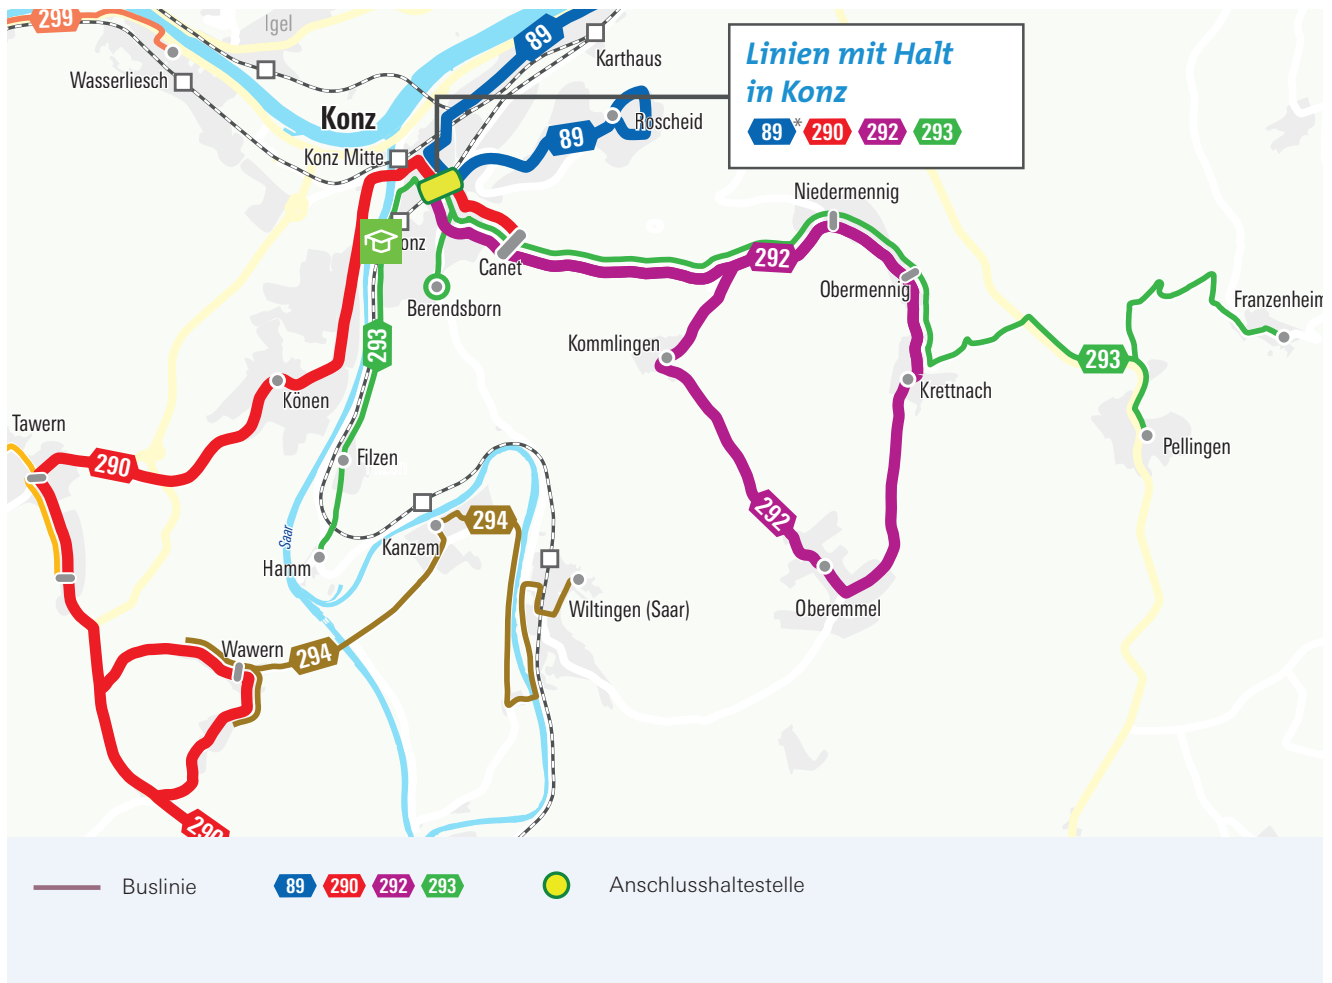 299
Igel
89
Karthaus
Wasserliesch
Konz
Linien mit Halt
in Konz
89 * 290 292 293
89
Roscheid
Konz Mitte
Niedermennig
onz
Canet
292
Obermennig
Berendsborn
Franzenheim
293
Kommlingen
293
Könen
Krettnach
Tawern
290
Filzen
Pellingen
292
294
Saar
Kanzem
Hamm
Wiltingen (Saar)
Oberemmel
Wawern
294
290
Buslinie
89 290 292 293
Anschlusshaltestelle